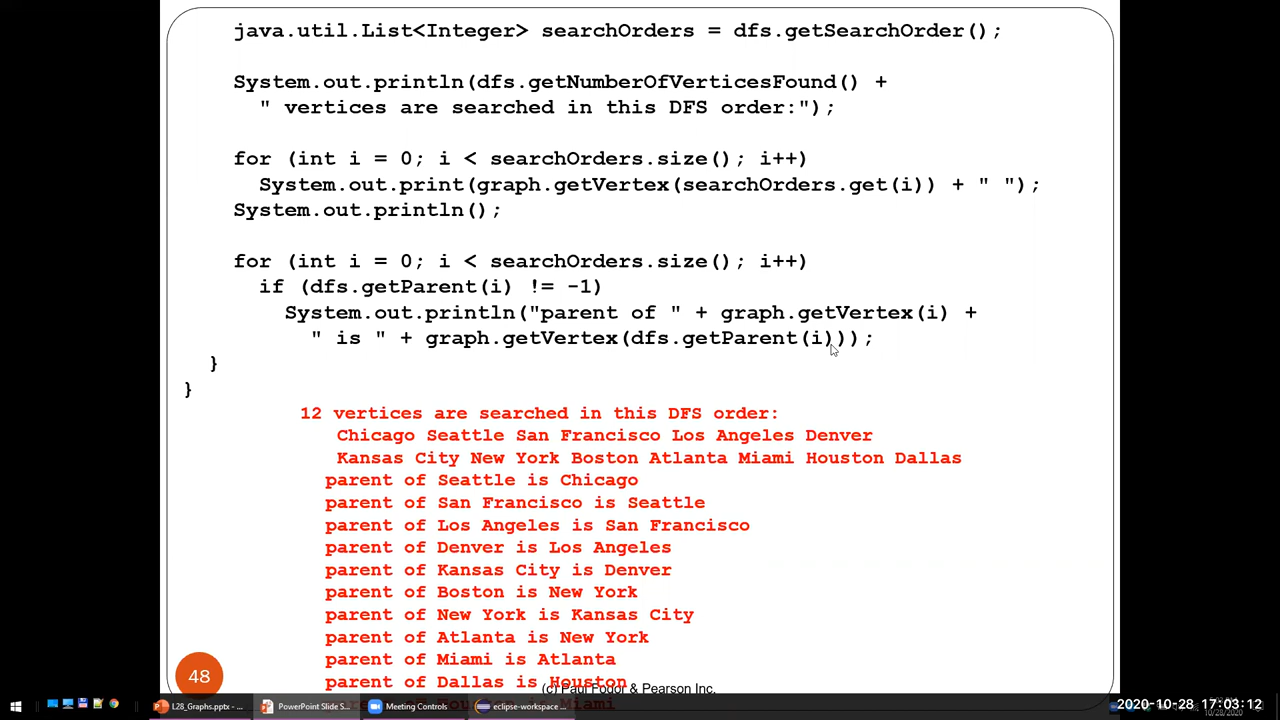 java.util.List<Integer> searchOrders = dfs.getSearchOrder();
System.out.println(dfs.getNumberOfVerticesFound() +
" vertices are searched in this DFS order:");
for (int i = 0; i < searchOrders.size(); i++)
System.out.print(graph.getVertex(searchOrders.get(i)) + " ");
System.out.println();
for (int i = 0; i < searchOrders.size(); i++)
if (dfs.getParent(i) != -1)
System.out.println("parent of " + graph.getVertex(i) +
" is " + graph.getVertex(dfs.getParent(i)));
}
}
12 vertices are searched in this DFS order:
Chicago Seattle San Francisco Los Angeles Denver
Kansas City New York Boston Atlanta Miami Houston Dallas
parent of Seattle is Chicago
parent of San Francisco is Seattle
parent of Los Angeles is San Francisco
parent of Denver is Los Angeles
parent of Kansas City is Denver
parent of Boston is New York
parent of New York is Kansas City
parent of Atlanta is New York
parent of Miami is Atlanta
parent of Dallas is Houston
48
(c) Paul Fodor & Pearson Inc.
L28_Graphs.pptx - ...
PowerPoint Slide S...
Meeting Controls
eclipse-workspace ...
2020-10-28 17:03:12